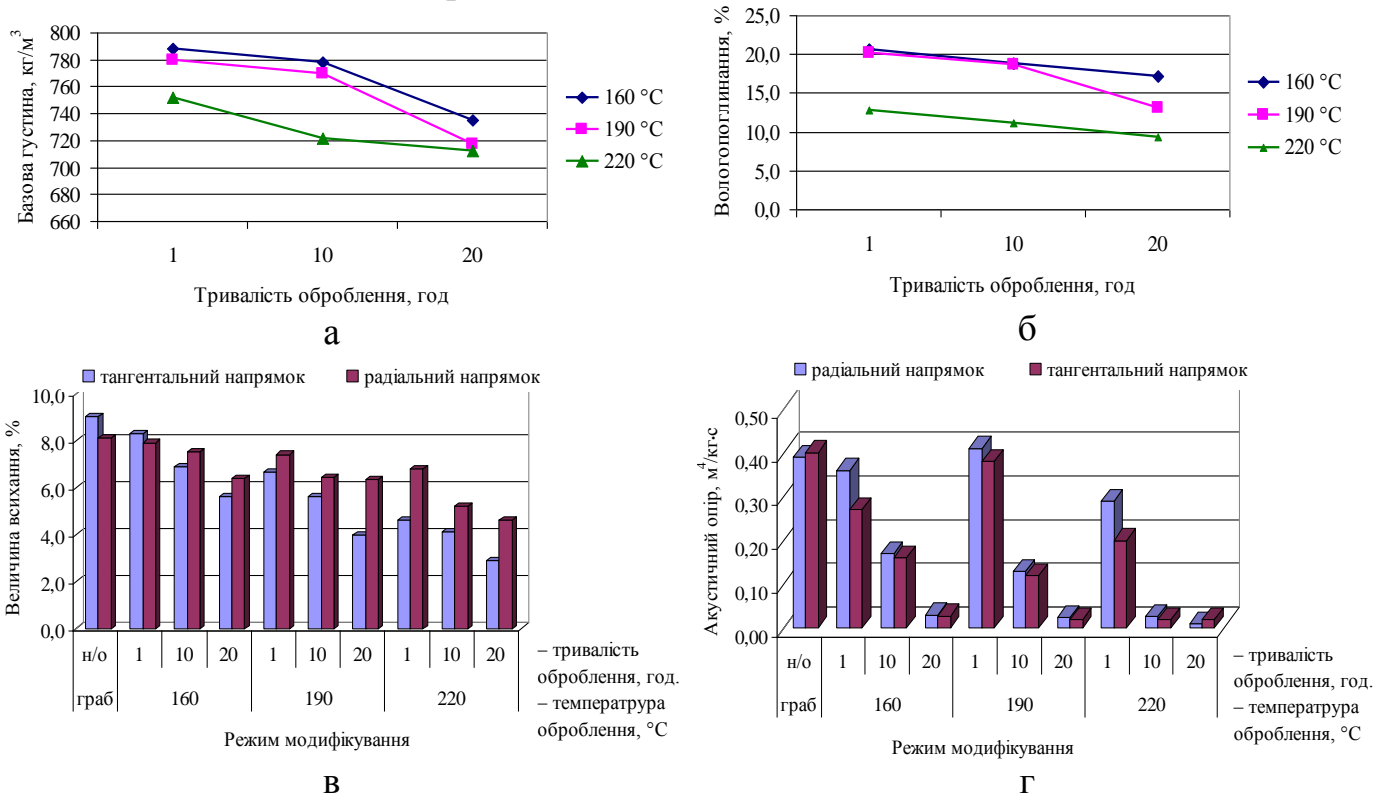 Базова густина, кг/м³
800
780
760
740
720
700
680
660
1 10 20
Тривалість оброблення, год
160 °C
190 °C
220 °C
а
Вологопоглинання, %
25,0
20,0
15,0
10,0
5,0
0,0
1 10 20
Тривалість оброблення, год
160 °C
190 °C
220 °C
б
тангентальний напрямок радіальний напрямок
Величина всихання, %
10,0
8,0
6,0
4,0
2,0
0,0
н/о 1 10 20 1 10 20 1 10 20
граб 160 190 220
– тривалість
оброблення, год.
– температрура
оброблення, °C
Режим модифікування
в
радіальний напрямок тангентальний напрямок
Акустичний опір, м⁴/кг·с
0,50
0,40
0,30
0,20
0,10
0,00
н/о 1 10 20 1 10 20 1 10 20
граб 160 190 220
– тривалість
оброблення, год.
– температрура
оброблення, °C
Режим модифікування
г